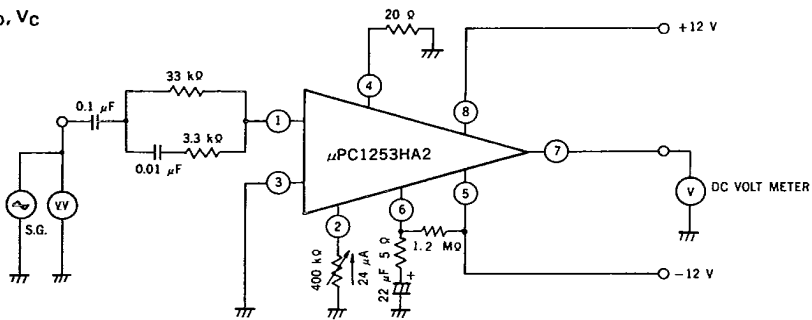 , VC
20 Ω
+12 V
④
33 kΩ
⑧
0.1 μF
①
3.3 kΩ
0.01 μF
μPC1253HA2
⑦
③
V
DC VOLT METER
⑤
⑥
V.V
S.G.
②
1.2 MΩ
400 kΩ
24 μA
5 Ω
22 μF
+
−12 V